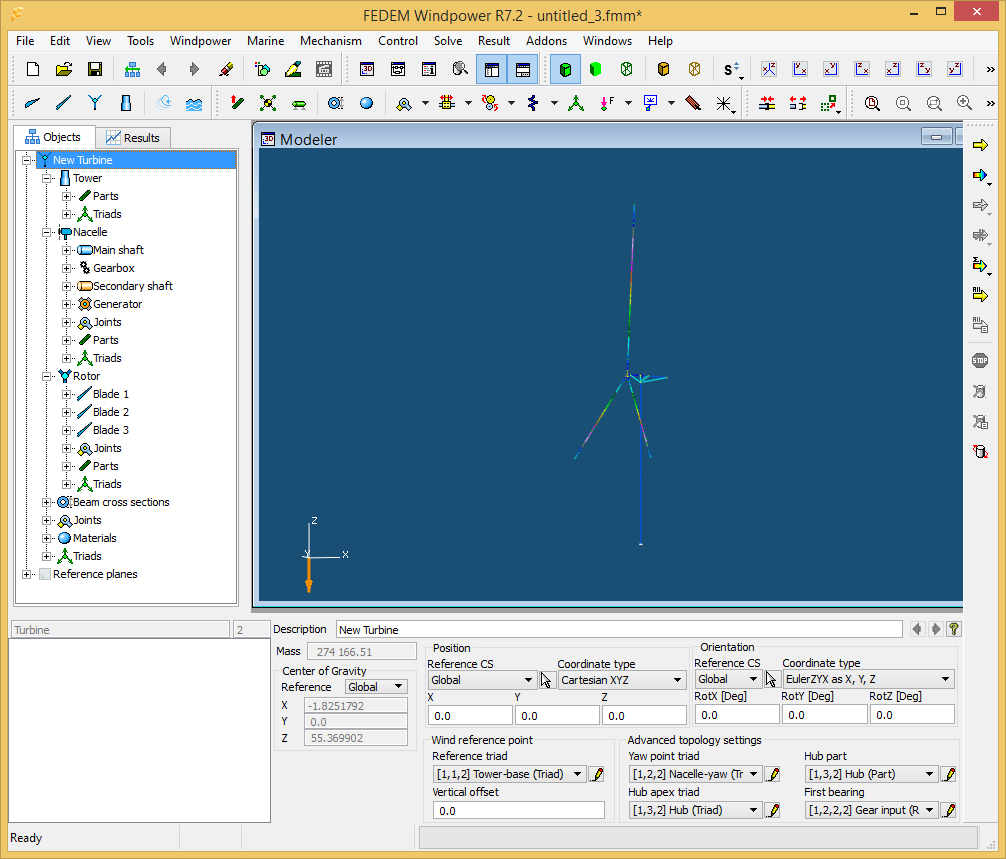 FEDEM Windpower R7.2 - untitled_3.fmm*
File Edit View Tools Windpower Marine Mechanism Control Solve Result Addons Windows Help
Objects Results
New Turbine
Tower
Parts
Triads
Nacelle
Main shaft
Gearbox
Secondary shaft
Generator
Joints
Parts
Triads
Rotor
Blade 1
Blade 2
Blade 3
Joints
Parts
Triads
Beam cross sections
Joints
Materials
Triads
Reference planes
3D Modeler
Z
Y X
STOP
Turbine 2 Description New Turbine
Mass 274 166.51
Center of Gravity
Reference Global
X -1.8251792
Y 0.0
Z 55.369902
Position
Reference CS Coordinate type
Global Cartesian XYZ
X Y Z
0.0 0.0 0.0
Orientation
Reference CS Coordinate type
Global EulerZYX as X, Y, Z
RotX [Deg] RotY [Deg] RotZ [Deg]
0.0 0.0 0.0
Wind reference point
Reference triad
[1,1,2] Tower-base (Triad)
Vertical offset
0.0
Advanced topology settings
Yaw point triad Hub part
[1,2,2] Nacelle-yaw (Tr [1,3,2] Hub (Part)
Hub apex triad First bearing
[1,3,2] Hub (Triad) [1,2,2,2] Gear input (R
Ready